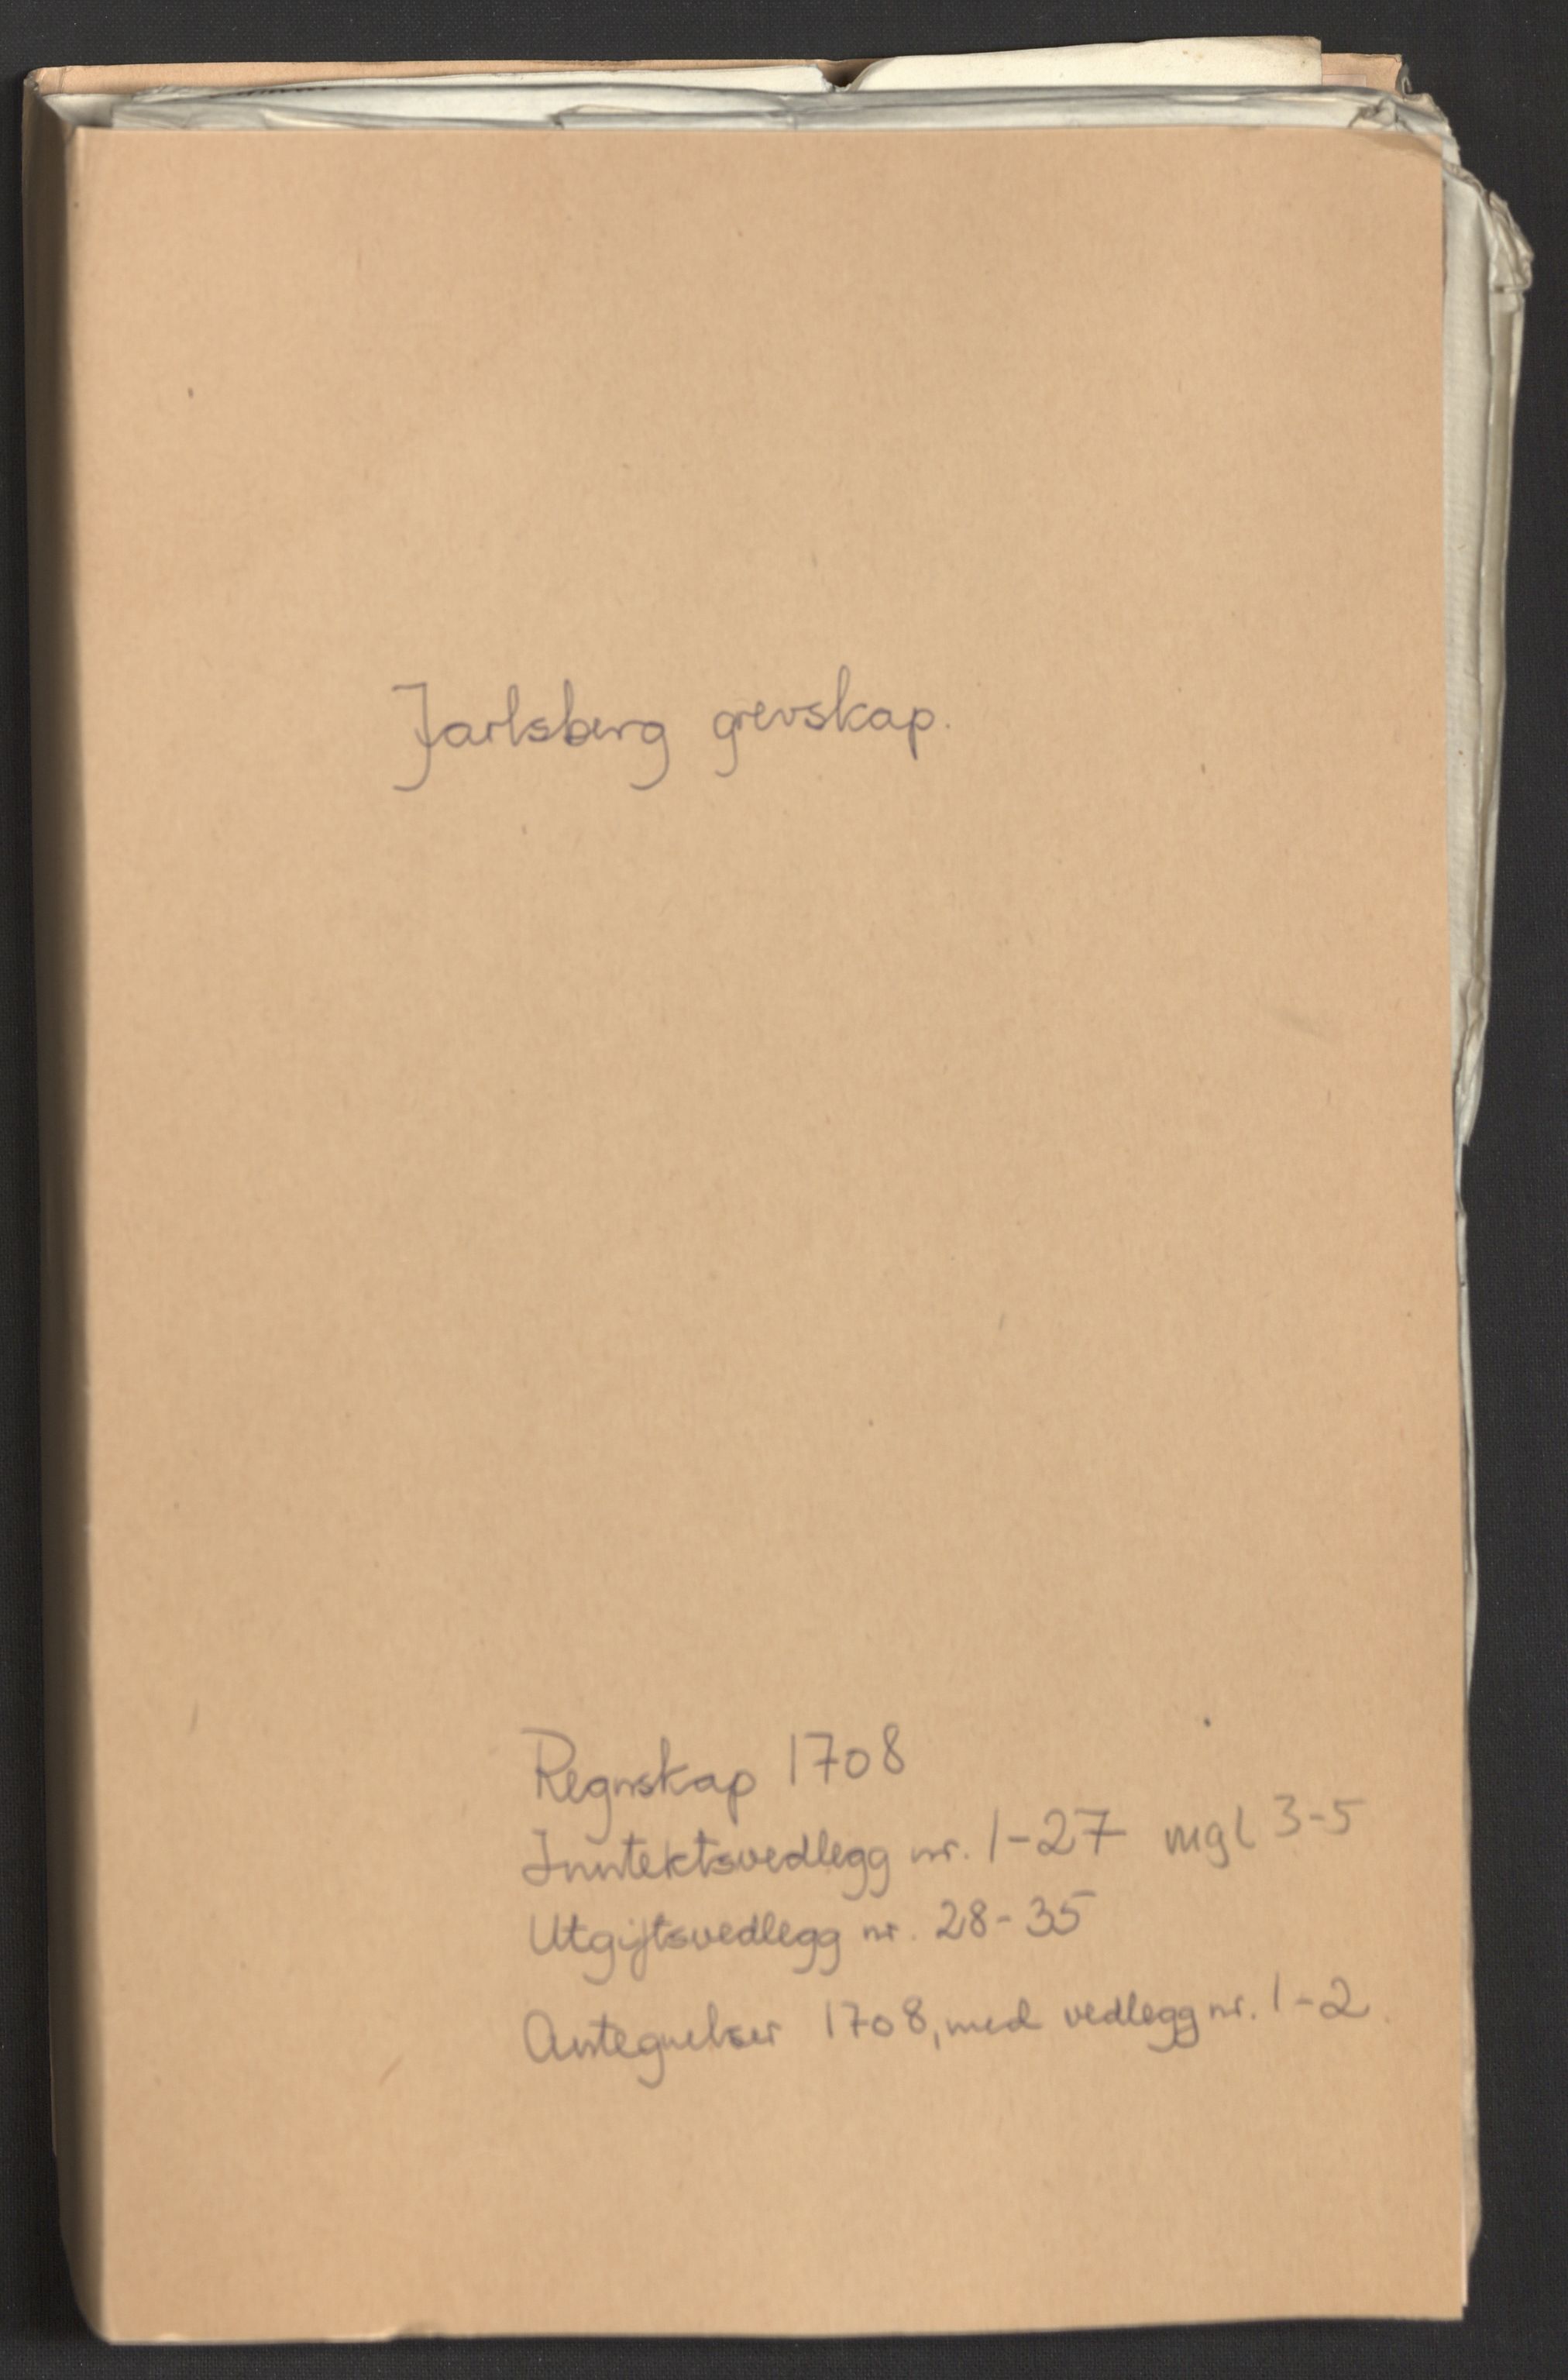 Jarlsberg grevskap.
Regnskap 1708
Inntektsvedlegg nr. 1-27 mgl 3-5
Utgiftsvedlegg nr. 28-35
Antegnelser 1708, med vedlegg nr. 1-2.